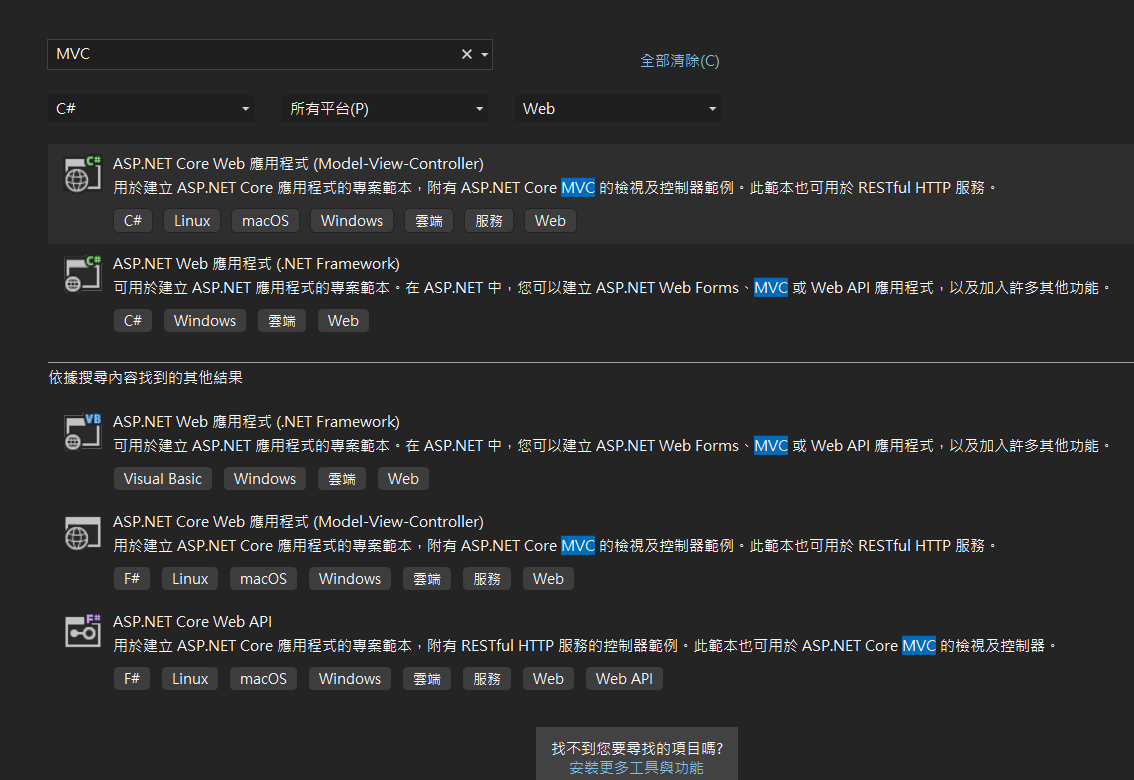 MVC
全部清除(C)
C#
所有平台(P)
Web
C#
ASP.NET Core Web 應用程式 (Model-View-Controller)
用於建立 ASP.NET Core 應用程式的專案範本，附有 ASP.NET Core MVC 的檢視及控制器範例。此範本也可用於 RESTful HTTP 服務。
C# Linux macOS Windows 雲端 服務 Web
C#
ASP.NET Web 應用程式 (.NET Framework)
可用於建立 ASP.NET 應用程式的專案範本。在 ASP.NET 中，您可以建立 ASP.NET Web Forms、MVC 或 Web API 應用程式，以及加入許多其他功能。
C# Windows 雲端 Web
依據搜尋內容找到的其他結果
VB
ASP.NET Web 應用程式 (.NET Framework)
可用於建立 ASP.NET 應用程式的專案範本。在 ASP.NET 中，您可以建立 ASP.NET Web Forms、MVC 或 Web API 應用程式，以及加入許多其他功能。
Visual Basic Windows 雲端 Web
ASP.NET Core Web 應用程式 (Model-View-Controller)
用於建立 ASP.NET Core 應用程式的專案範本，附有 ASP.NET Core MVC 的檢視及控制器範例。此範本也可用於 RESTful HTTP 服務。
F# Linux macOS Windows 雲端 服務 Web
F#
ASP.NET Core Web API
用於建立 ASP.NET Core 應用程式的專案範本，附有 RESTful HTTP 服務的控制器範例。此範本也可用於 ASP.NET Core MVC 的檢視及控制器。
F# Linux macOS Windows 雲端 服務 Web Web API
找不到您要尋找的項目嗎?
安裝更多工具與功能